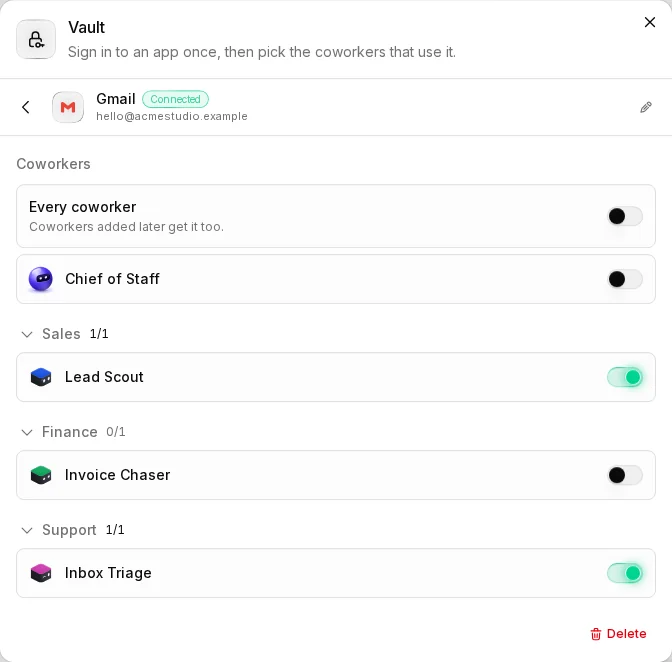 Vault
Sign in to an app once, then pick the coworkers that use it.
Gmail Connected
hello@acmestudio.example
Coworkers
Every coworker
Coworkers added later get it too.
Chief of Staff
Sales 1/1
Lead Scout
Finance 0/1
Invoice Chaser
Support 1/1
Inbox Triage
Delete